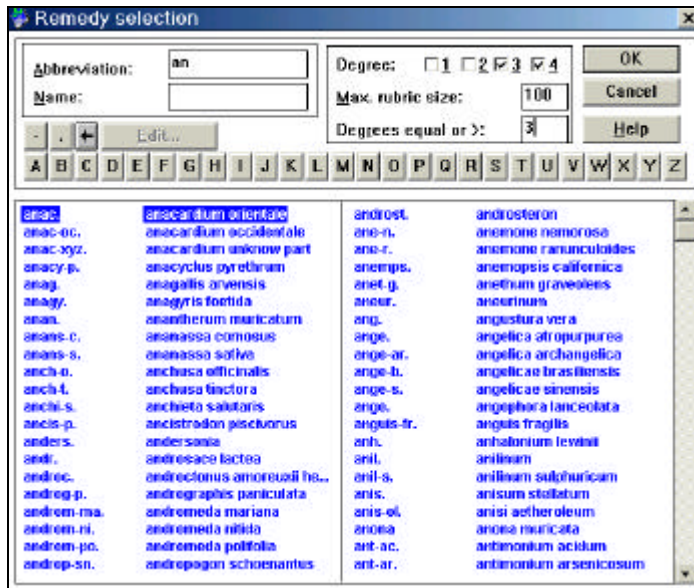 Remedy selection
Abbreviation: an
Name:
Degree: 1 2 3 4
Max. rubric size: 100
Degrees equal or >: 3
OK
Cancel
Help
- . Edit...
A B C D E F G H I J K L M N O P Q R S T U V W X Y Z
anac. anacardium orientale
anac-oc. anacardium occidentale
anac-xyz. anacardium unknow part
anacy-p. anacyclus pyrethrum
anag. anagallis arvensis
anagy. anagyris foetida
anan. anantherum muricatum
anans-c. ananassa comosus
anans-s. ananassa sativa
anch-o. anchusa officinalis
anch-t. anchusa tinctora
anchi-s. anchieta salutaris
ancis-p. ancistrodon piscivorus
anders. andersonia
andr. androsace lactea
androc. androctonus amoreuxii he...
androg-p. andrographis paniculata
androm-ma. andromeda mariana
androm-ni. andromeda nitida
androm-po. andromeda polifolia
androp-sn. andropogon schoenantus
androst. androsteron
ane-n. anemone nemorosa
ane-r. anemone ranunculoides
anemps. anemopsis californica
anet-g. anethum graveolens
aneur. aneurinum
ang. angustura vera
ange. angelica atropurpurea
ange-ar. angelica archangelica
ange-b. angelicae brasiliensis
ange-s. angelicae sinensis
ango. angophora lanceolata
anguis-fr. anguis fragilis
anh. anhalonium lewinii
anil. anilinum
anil-s. anilinum sulphuricum
anis. anisum stellatum
anis-ol. anisi aetheroleum
anona anona muricata
ant-ac. antimonium acidum
ant-ar. antimonium arsenicosum